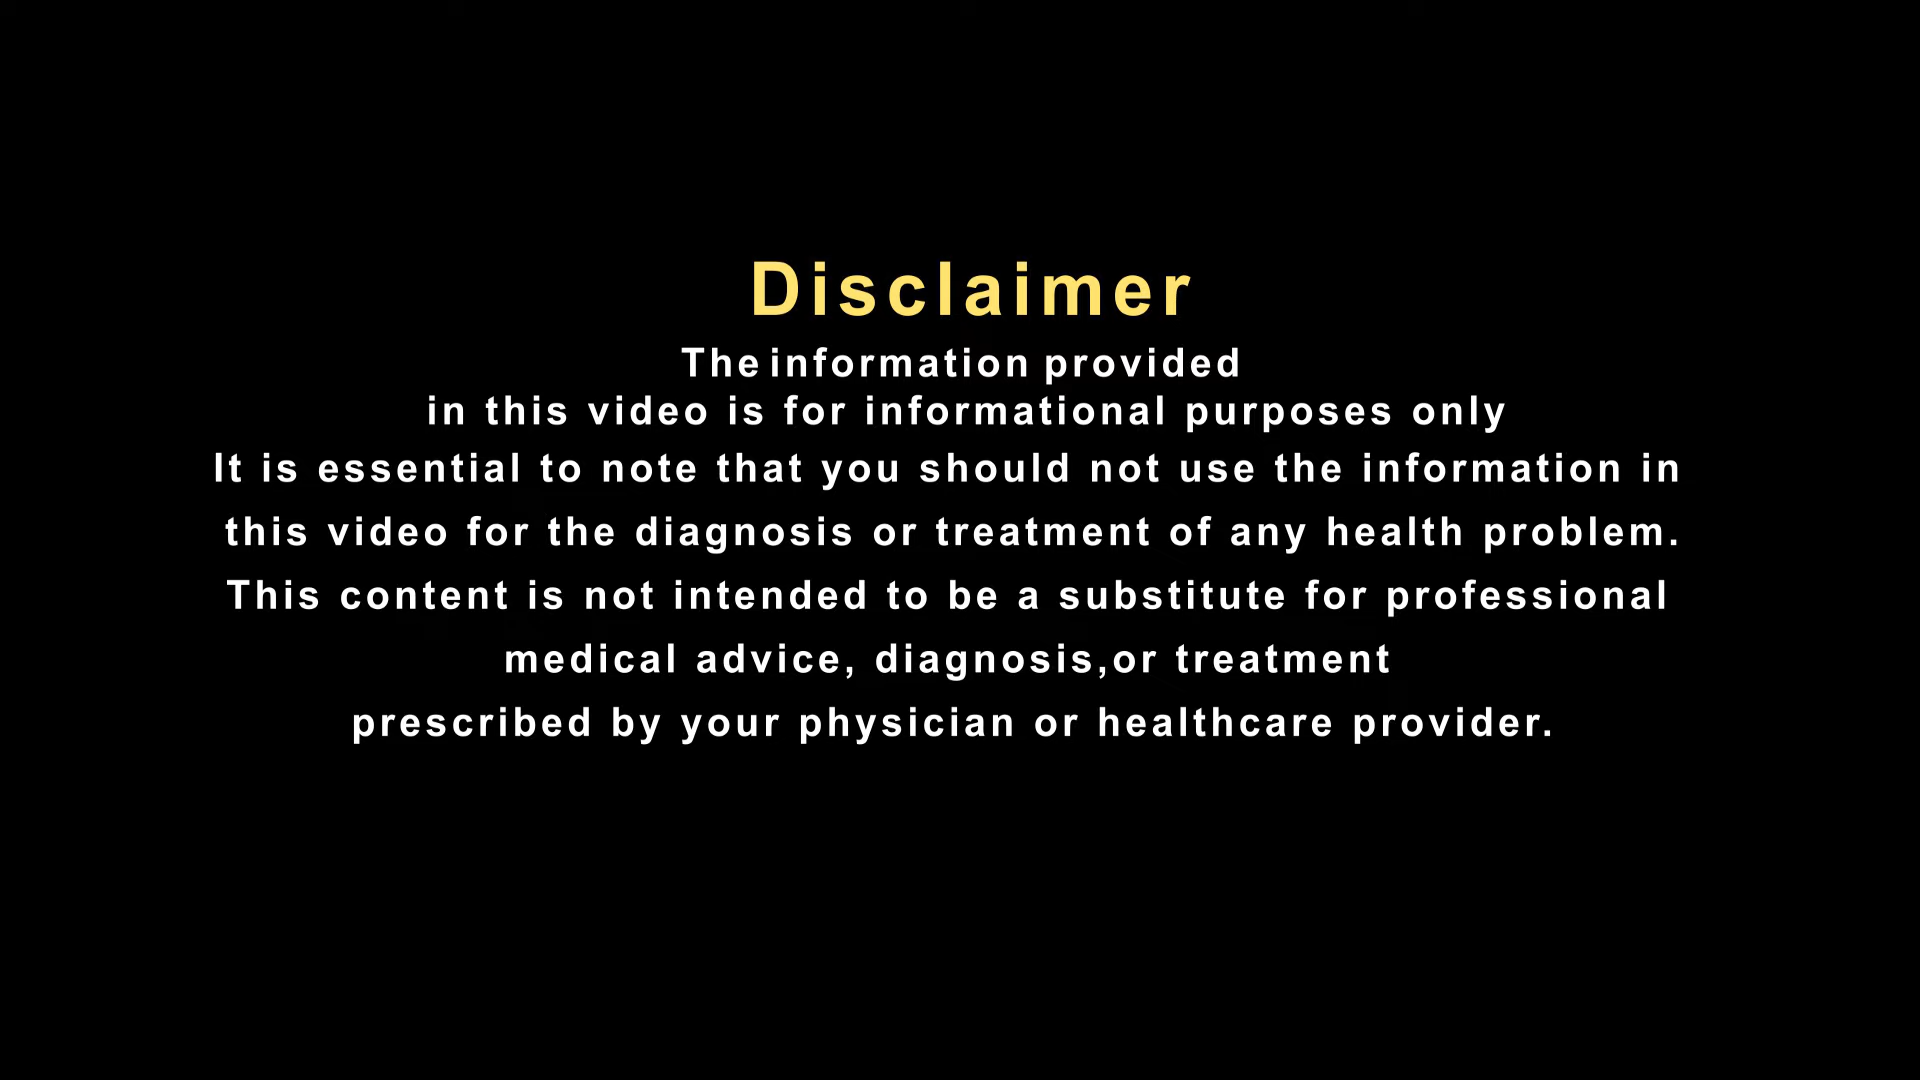 Disclaimer
The information provided
in this video is for informational purposes only
It is essential to note that you should not use the information in
this video for the diagnosis or treatment of any health problem.
This content is not intended to be a substitute for professional
medical advice, diagnosis,or treatment
prescribed by your physician or healthcare provider.